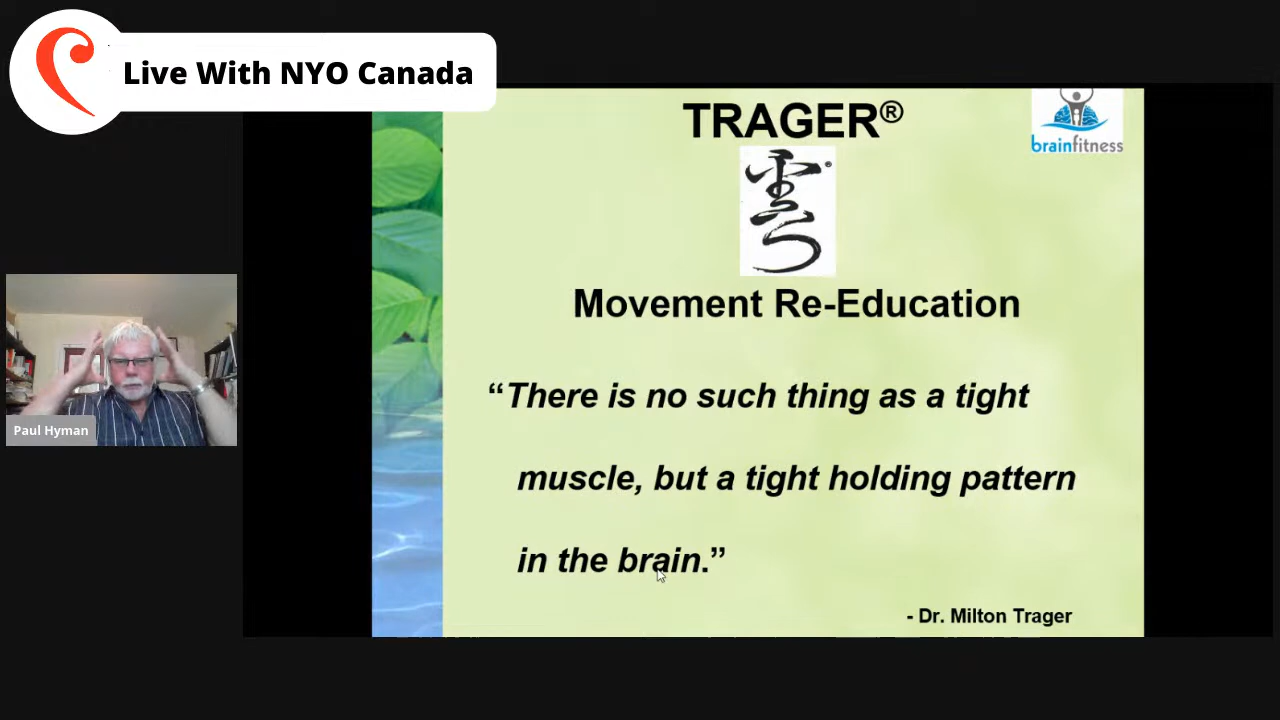 Live With NYO Canada
TRAGER®
brainfitness
®
Movement Re-Education
“There is no such thing as a tight
muscle, but a tight holding pattern
in the brain.”
- Dr. Milton Trager
Paul Hyman